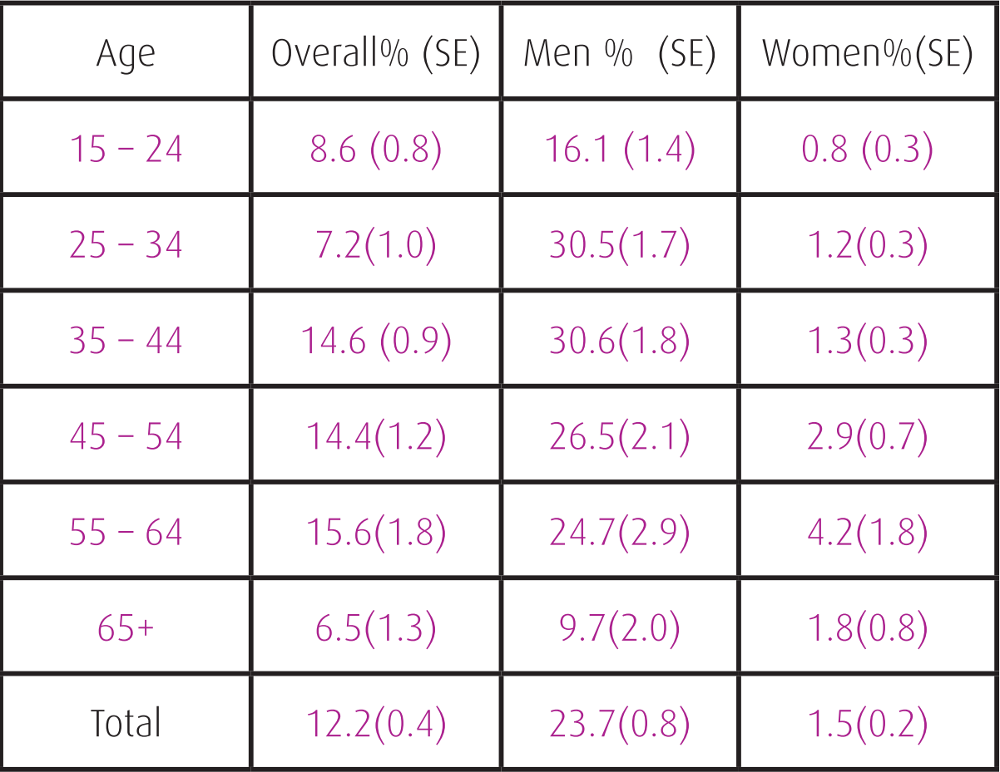 Age Overall% (SE) Men % (SE) Women%(SE)
15 – 24 8.6 (0.8) 16.1 (1.4) 0.8 (0.3)
25 – 34 7.2(1.0) 30.5(1.7) 1.2(0.3)
35 – 44 14.6 (0.9) 30.6(1.8) 1.3(0.3)
45 – 54 14.4(1.2) 26.5(2.1) 2.9(0.7)
55 – 64 15.6(1.8) 24.7(2.9) 4.2(1.8)
65+ 6.5(1.3) 9.7(2.0) 1.8(0.8)
Total 12.2(0.4) 23.7(0.8) 1.5(0.2)